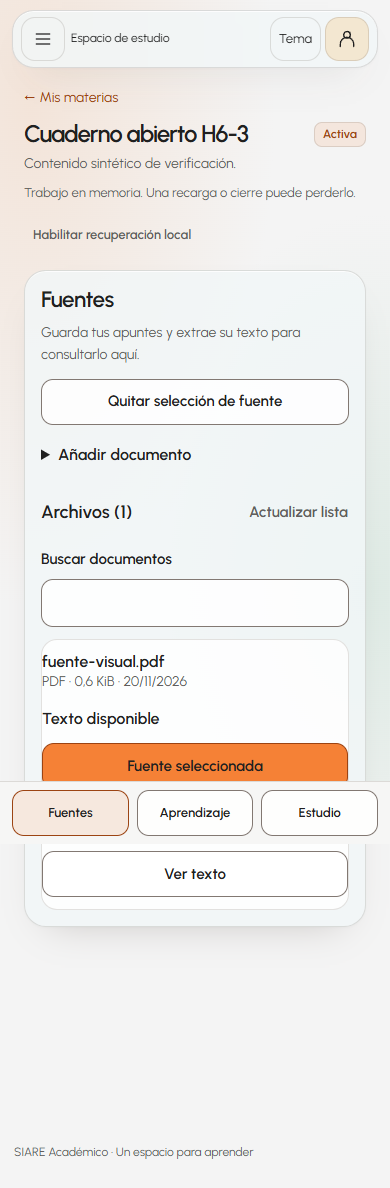 Espacio de estudio
Tema
← Mis materias
Cuaderno abierto H6-3
Activa
Contenido sintético de verificación.
Trabajo en memoria. Una recarga o cierre puede perderlo.
Habilitar recuperación local
Fuentes
Guarda tus apuntes y extrae su texto para
consultarlo aquí.
Quitar selección de fuente
▶ Añadir documento
Archivos (1)
Actualizar lista
Buscar documentos
fuente-visual.pdf
PDF · 0,6 KiB · 20/11/2026
Texto disponible
Fuente seleccionada
Fuentes
Aprendizaje
Estudio
Ver texto
SIARE Académico · Un espacio para aprender